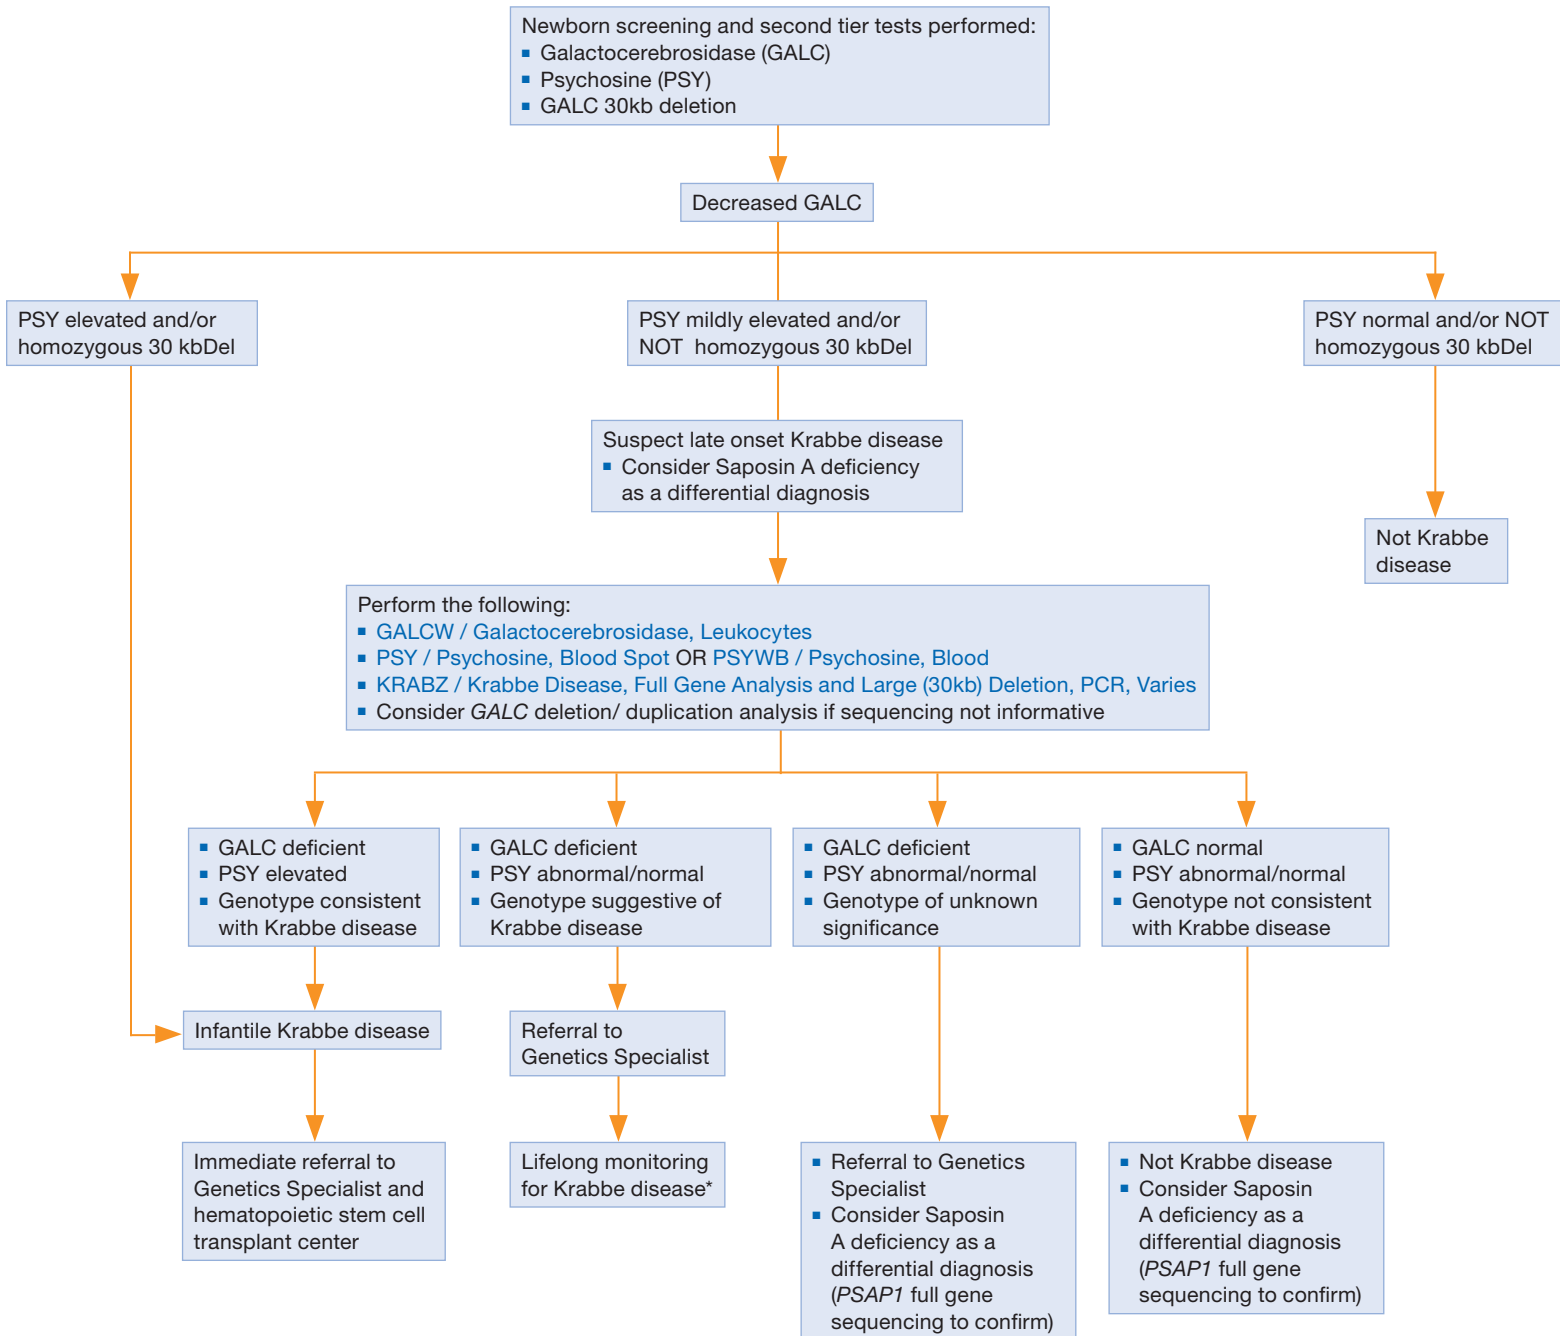 Newborn screening and second tier tests performed:
▪ Galactocerebrosidase (GALC)
▪ Psychosine (PSY)
▪ GALC 30kb deletion
Decreased GALC
PSY elevated and/or
homozygous 30 kbDel
PSY mildly elevated and/or
NOT homozygous 30 kbDel
PSY normal and/or NOT
homozygous 30 kbDel
Suspect late onset Krabbe disease
▪ Consider Saposin A deficiency
as a differential diagnosis
Not Krabbe
disease
Perform the following:
▪ GALCW / Galactocerebrosidase, Leukocytes
▪ PSY / Psychosine, Blood Spot OR PSYWB / Psychosine, Blood
▪ KRABZ / Krabbe Disease, Full Gene Analysis and Large (30kb) Deletion, PCR, Varies
▪ Consider GALC deletion/ duplication analysis if sequencing not informative
▪ GALC deficient
▪ PSY elevated
▪ Genotype consistent
with Krabbe disease
▪ GALC deficient
▪ PSY abnormal/normal
▪ Genotype suggestive of
Krabbe disease
▪ GALC deficient
▪ PSY abnormal/normal
▪ Genotype of unknown
significance
▪ GALC normal
▪ PSY abnormal/normal
▪ Genotype not consistent
with Krabbe disease
Infantile Krabbe disease
Referral to
Genetics Specialist
Immediate referral to
Genetics Specialist and
hematopoietic stem cell
transplant center
Lifelong monitoring
for Krabbe disease*
▪ Referral to Genetics
Specialist
▪ Consider Saposin
A deficiency as a
differential diagnosis
(PSAP1 full gene
sequencing to confirm)
▪ Not Krabbe disease
▪ Consider Saposin
A deficiency as a
differential diagnosis
(PSAP1 full gene
sequencing to confirm)